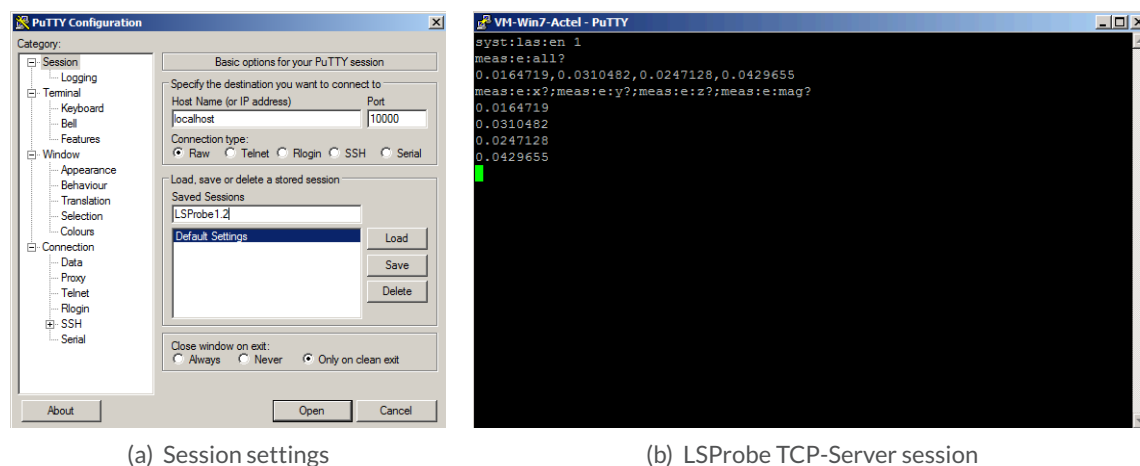 PuTTY Configuration
Category:
Session
Logging
Terminal
Keyboard
Bell
Features
Window
Appearance
Behaviour
Translation
Selection
Colours
Connection
Data
Proxy
Telnet
Rlogin
SSH
Serial
Basic options for your PuTTY session
Specify the destination you want to connect to
Host Name (or IP address) Port
localhost 10000
Connection type:
Raw Telnet Rlogin SSH Serial
Load, save or delete a stored session
Saved Sessions
LSProbe1.2
Default Settings
Load
Save
Delete
Close window on exit:
Always Never Only on clean exit
About Open Cancel
(a) Session settings
VM-Win7-Actel - PuTTY
syst:las:en 1
meas:e:all?
0.0164719,0.0310482,0.0247128,0.0429655
meas:e:x?;meas:e:y?;meas:e:z?;meas:e:mag?
0.0164719
0.0310482
0.0247128
0.0429655
(b) LSProbe TCP-Server session